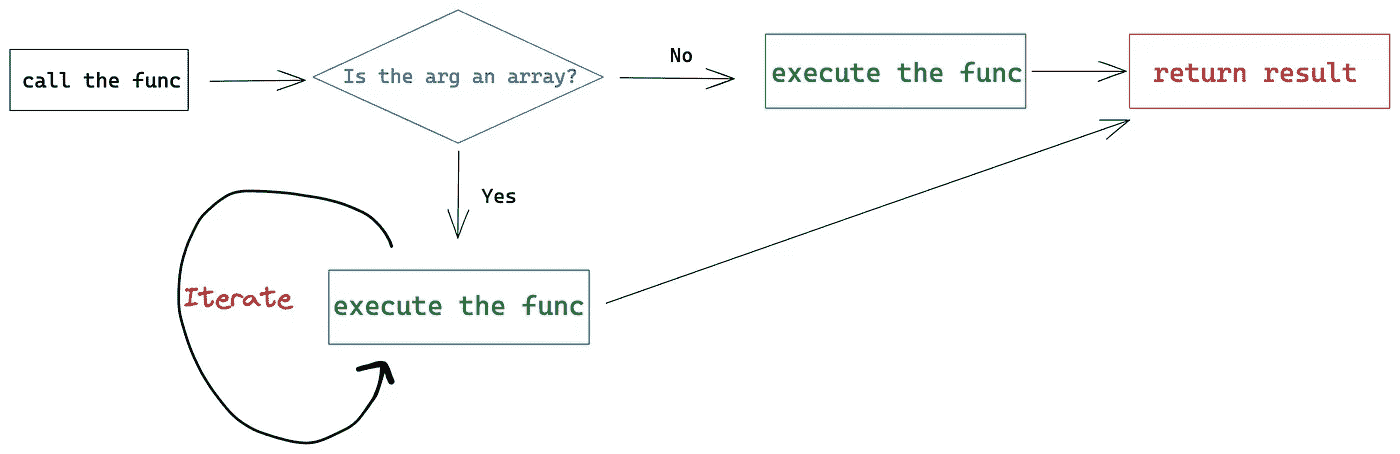 call the func
Is the arg an array?
No
execute the func
return result
Yes
Iterate
execute the func